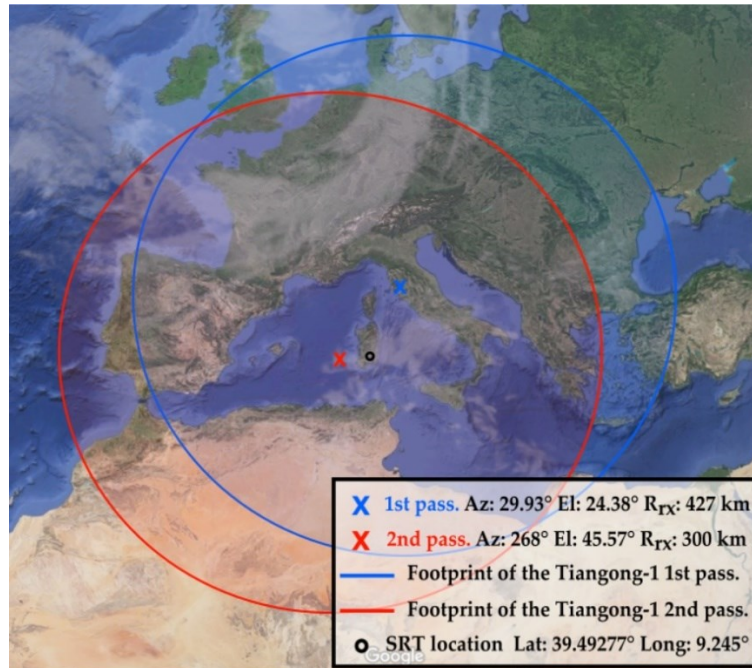 X 1st pass. Az: 29.93° El: 24.38° Rrx: 427 km
X 2nd pass. Az: 268° El: 45.57° Rrx: 300 km
Footprint of the Tiangong-1 1st pass.
Footprint of the Tiangong-1 2nd pass.
SRT location Lat: 39.49277° Long: 9.245°
Google